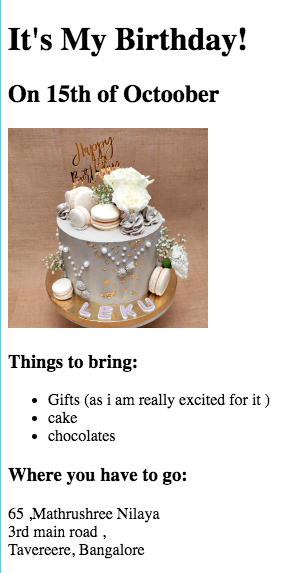 It's My Birthday!
On 15th of Octoober
Happy
Birthday
LEKU
Things to bring:
Gifts (as i am really excited for it )
cake
chocolates
Where you have to go:
65 ,Mathrushree Nilaya
3rd main road ,
Tavereere, Bangalore